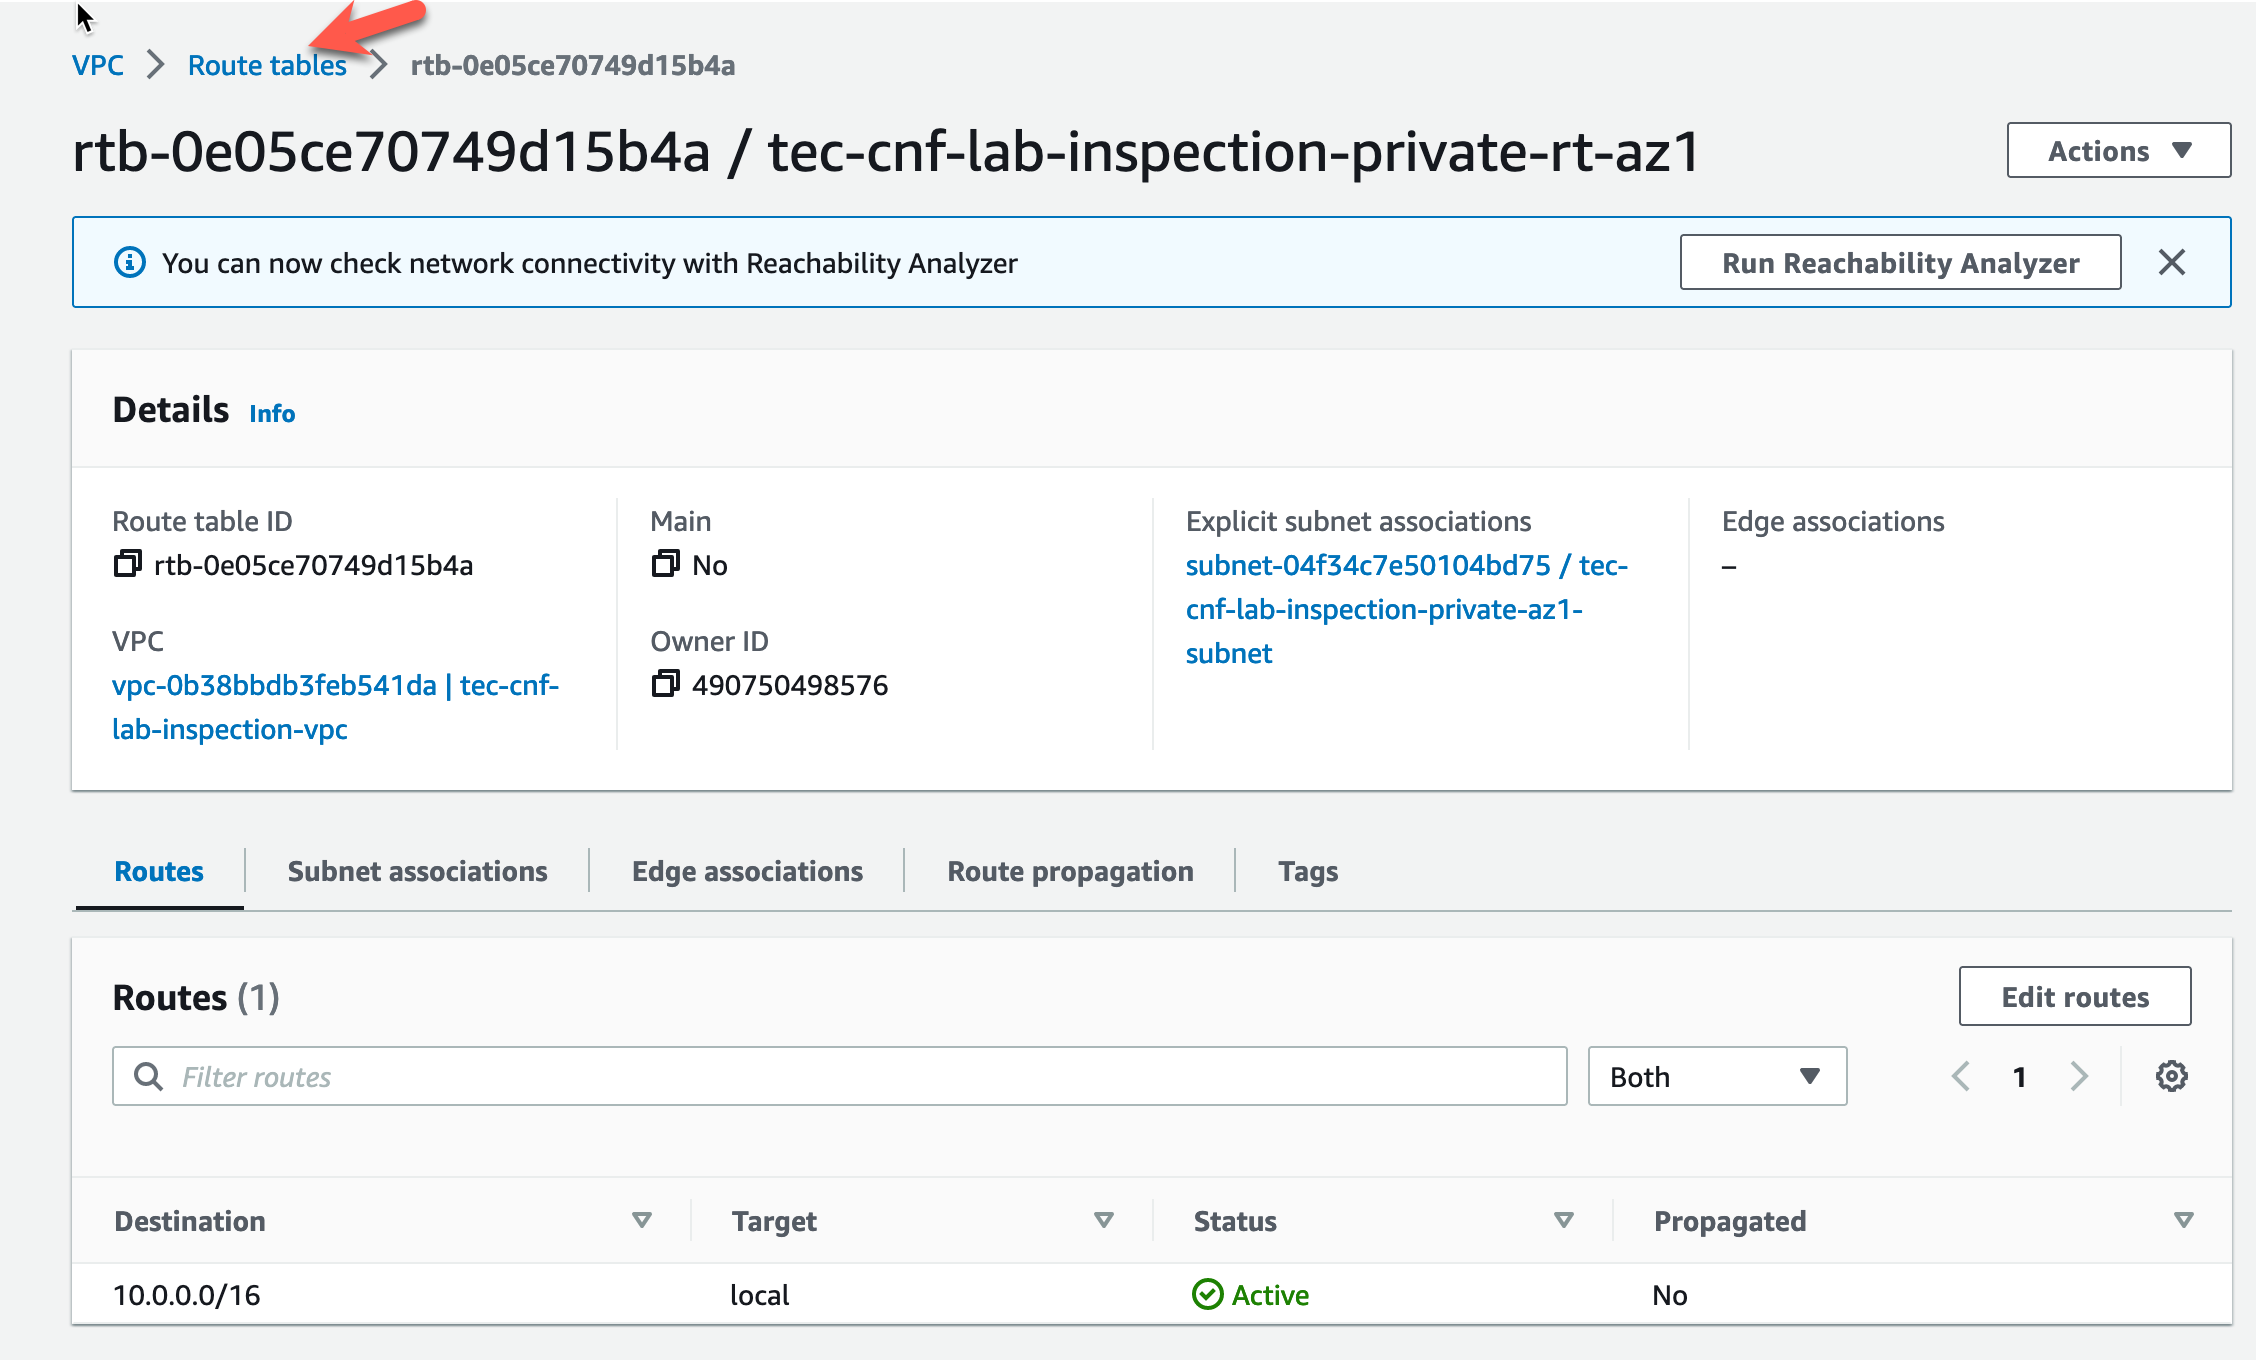 VPC > Route tables > rtb-0e05ce70749d15b4a
rtb-0e05ce70749d15b4a / tec-cnf-lab-inspection-private-rt-az1
Actions
You can now check network connectivity with Reachability Analyzer
Run Reachability Analyzer
Details Info
Route table ID
rtb-0e05ce70749d15b4a
VPC
vpc-0b38bbdb3feb541da | tec-cnf-
lab-inspection-vpc
Main
No
Owner ID
490750498576
Explicit subnet associations
subnet-04f34c7e50104bd75 / tec-
cnf-lab-inspection-private-az1-
subnet
Edge associations
–
Routes
Subnet associations
Edge associations
Route propagation
Tags
Routes (1)
Edit routes
Filter routes
Both
1
Destination Target Status Propagated
10.0.0.0/16 local Active No